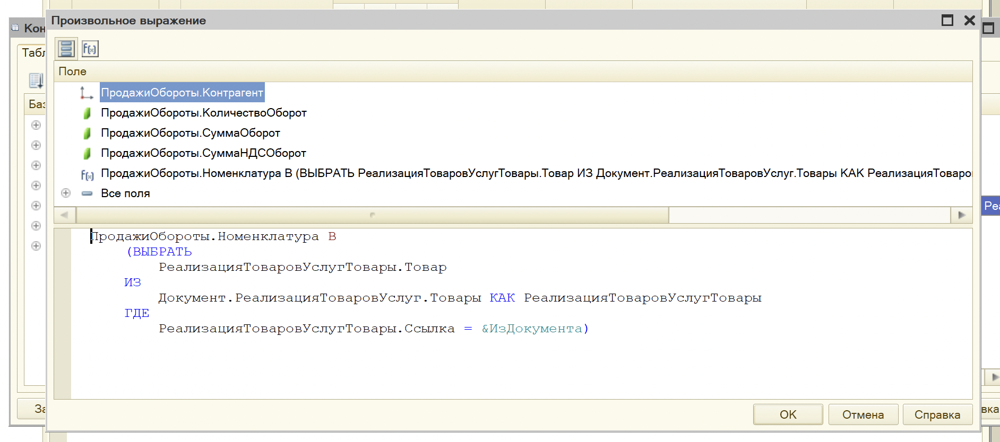 Произвольное выражение
Кон
Табл
Поле
Баз
ПродажиОбороты.Контрагент
ПродажиОбороты.КоличествоОборот
ПродажиОбороты.СуммаОборот
ПродажиОбороты.СуммаНДСОборот
ПродажиОбороты.Номенклатура В (ВЫБРАТЬ РеализацияТоваровУслугТовары.Товар ИЗ Документ.РеализацияТоваровУслуг.Товары КАК РеализацияТоваро
Все поля
Реа
ПродажиОбороты.Номенклатура В
(ВЫБРАТЬ
РеализацияТоваровУслугТовары.Товар
ИЗ
Документ.РеализацияТоваровУслуг.Товары КАК РеализацияТоваровУслугТовары
ГДЕ
РеализацияТоваровУслугТовары.Ссылка = &ИзДокумента)
За
вка
OK Отмена Справка